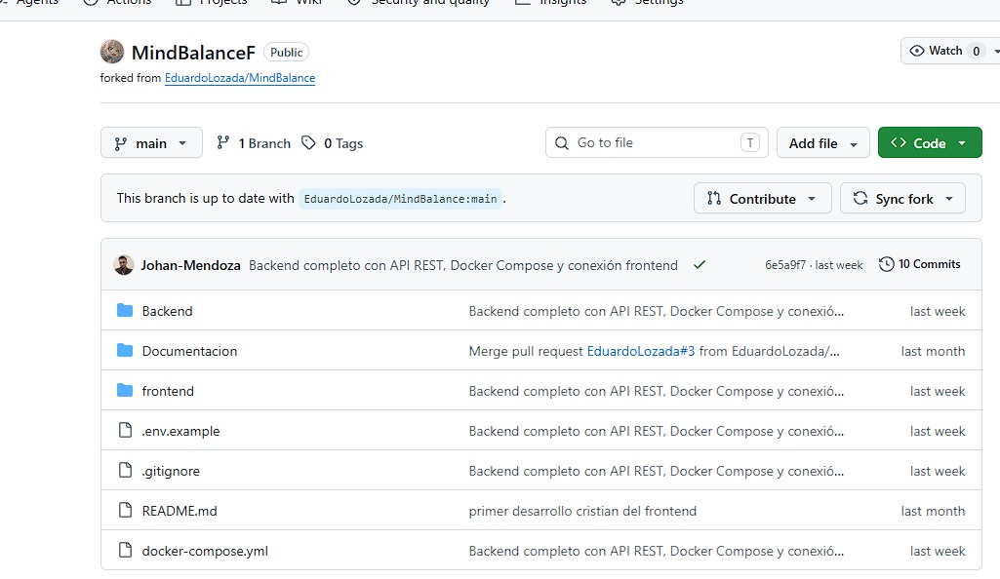 Agents Actions Projects Wiki Security and quality Insights Settings
MindBalanceF Public
Watch 0
forked from EduardoLozada/MindBalance
main 1 Branch 0 Tags Go to file T Add file Code
This branch is up to date with EduardoLozada/MindBalance:main . Contribute Sync fork
Johan-Mendoza Backend completo con API REST, Docker Compose y conexión frontend 6e5a9f7 · last week 10 Commits
Backend Backend completo con API REST, Docker Compose y conexió... last week
Documentacion Merge pull request EduardoLozada#3 from EduardoLozada/... last month
frontend Backend completo con API REST, Docker Compose y conexió... last week
.env.example Backend completo con API REST, Docker Compose y conexió... last week
.gitignore Backend completo con API REST, Docker Compose y conexió... last week
README.md primer desarrollo cristian del frontend last month
docker-compose.yml Backend completo con API REST, Docker Compose y conexió... last week